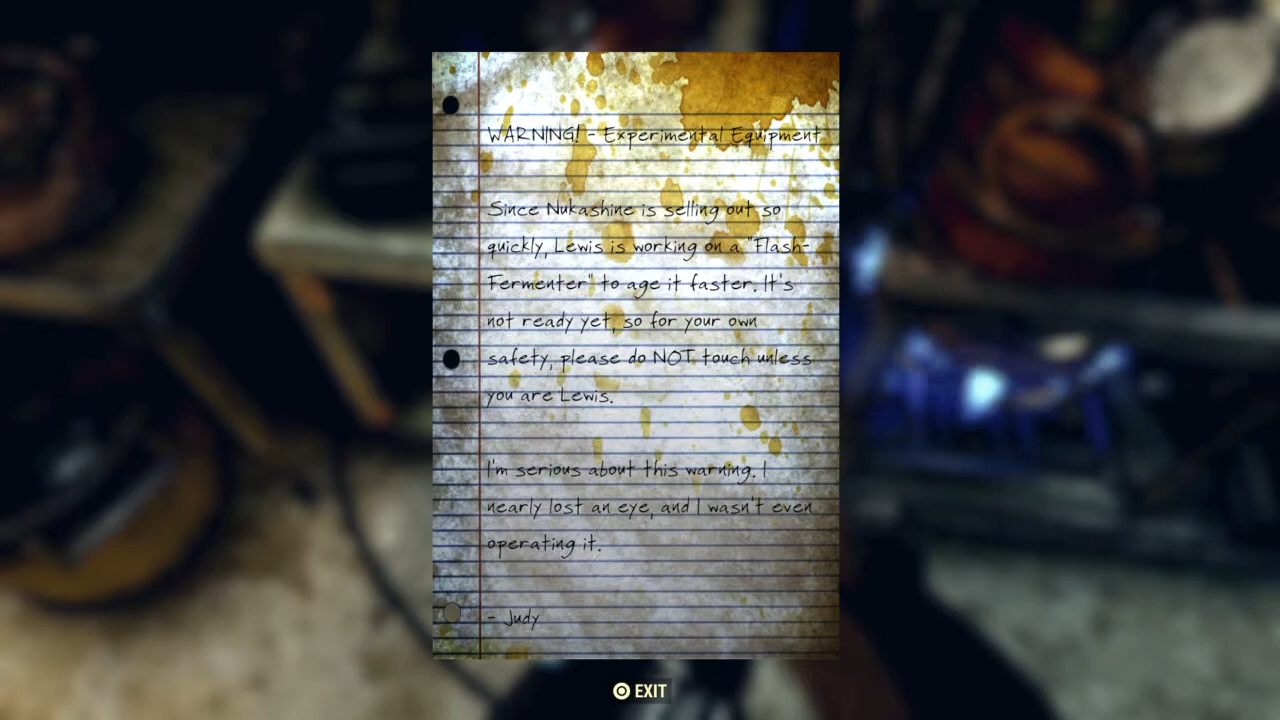 WARNING! - Experimental Equipment
Since Nukashine is selling out so
quickly, Lewis is working on a "Flash-
Fermenter" to age it faster. It's
not ready yet, so for your own
safety, please do NOT touch unless
you are Lewis.
I'm serious about this warning. I
nearly lost an eye, and I wasn't even
operating it.
- Judy
EXIT